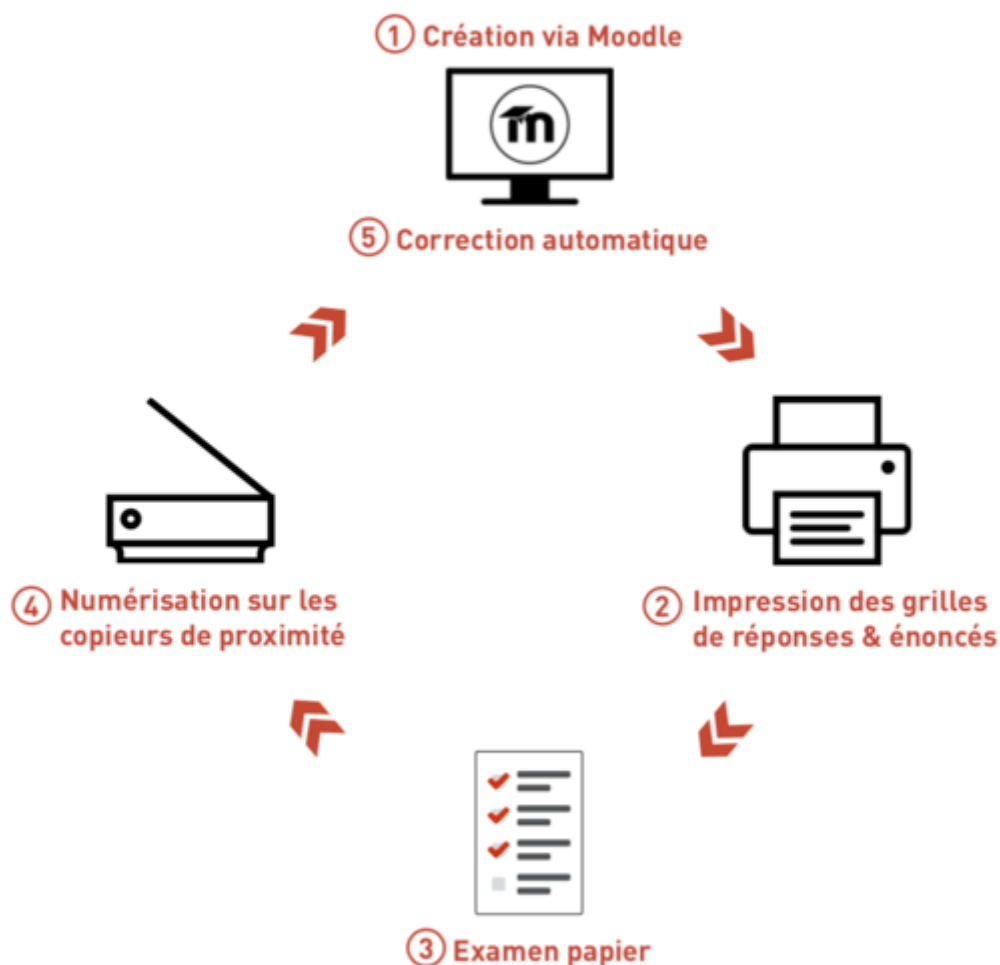 ① Création via Moodle
m
⑤ Correction automatique
④ Numérisation sur les
copieurs de proximité
② Impression des grilles
de réponses & énoncés
③ Examen papier